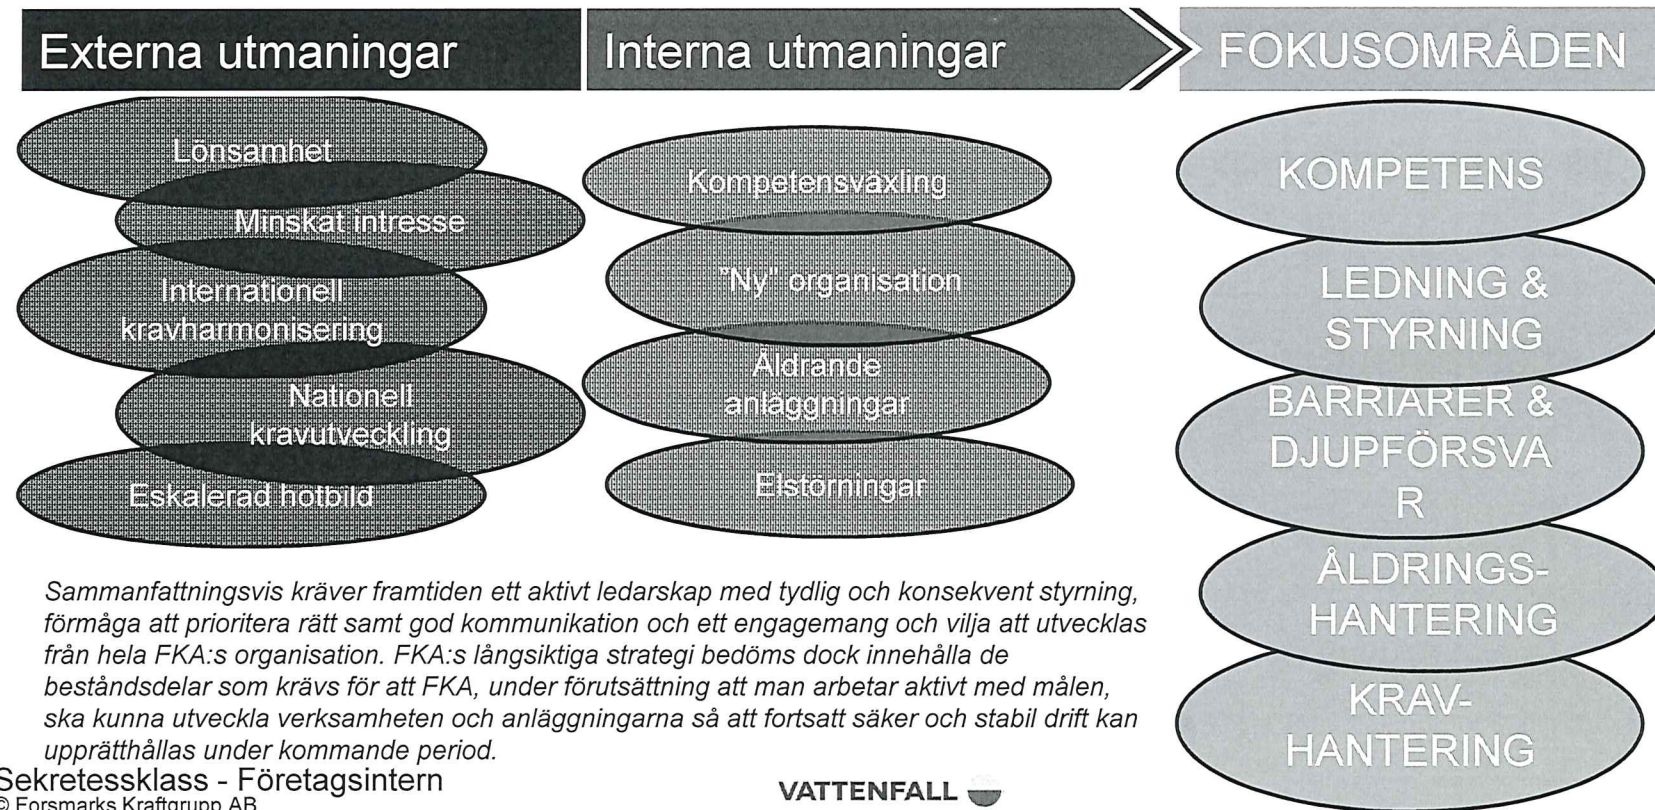 Externa utmaningar
Interna utmaningar
FOKUSOMRÅDEN
Lönsamhet
Minskat intresse
Internationell
kravharmonisering
Nationell
kravutveckling
Eskalerad hotbild
Kompetensväxling
"Ny" organisation
Åldrande
anläggningar
Elstörningar
KOMPETENS
LEDNING &
STYRNING
BARRIÄRER &
DJUPFÖRSVA
R
ÅLDRINGS-
HANTERING
KRAV-
HANTERING
Sammanfattningsvis kräver framtiden ett aktivt ledarskap med tydlig och konsekvent styrning,
förmåga att prioritera rätt samt god kommunikation och ett engagemang och vilja att utvecklas
från hela FKA:s organisation. FKA:s långsiktiga strategi bedöms dock innehålla de
beståndsdelar som krävs för att FKA, under förutsättning att man arbetar aktivt med målen,
ska kunna utveckla verksamheten och anläggningarna så att fortsatt säker och stabil drift kan
upprätthållas under kommande period.
Sekretessklass - Företagsintern
© Forsmarks Kraftgrupp AB
VATTENFALL